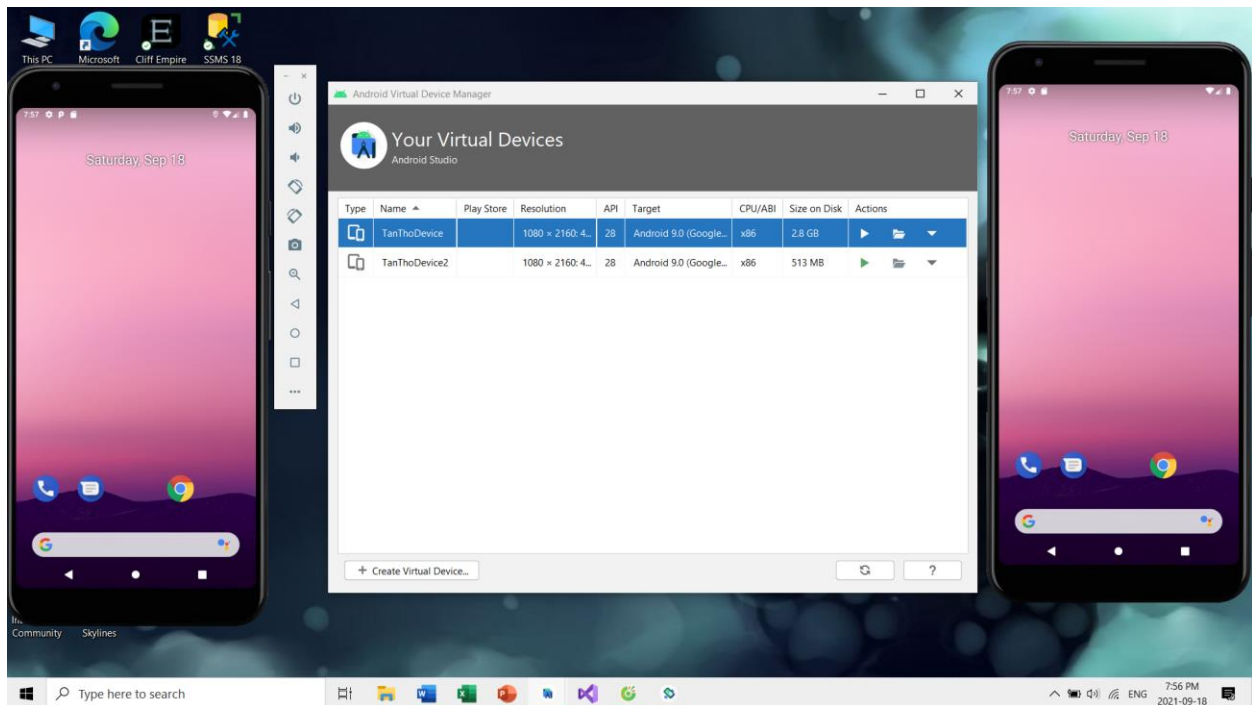 This PC
Microsoft
Cliff Empire
SSMS 18
7:57
Saturday, Sep 18
Android Virtual Device Manager
Your Virtual Devices
Android Studio
Type Name Play Store Resolution API Target CPU/ABI Size on Disk Actions
TanThoDevice 1080 × 2160: 4... 28 Android 9.0 (Google... x86 2.8 GB
TanThoDevice2 1080 × 2160: 4... 28 Android 9.0 (Google... x86 513 MB
+ Create Virtual Device...
?
7:57
Saturday, Sep 18
Community
Skylines
Type here to search
ENG
7:56 PM
2021-09-18